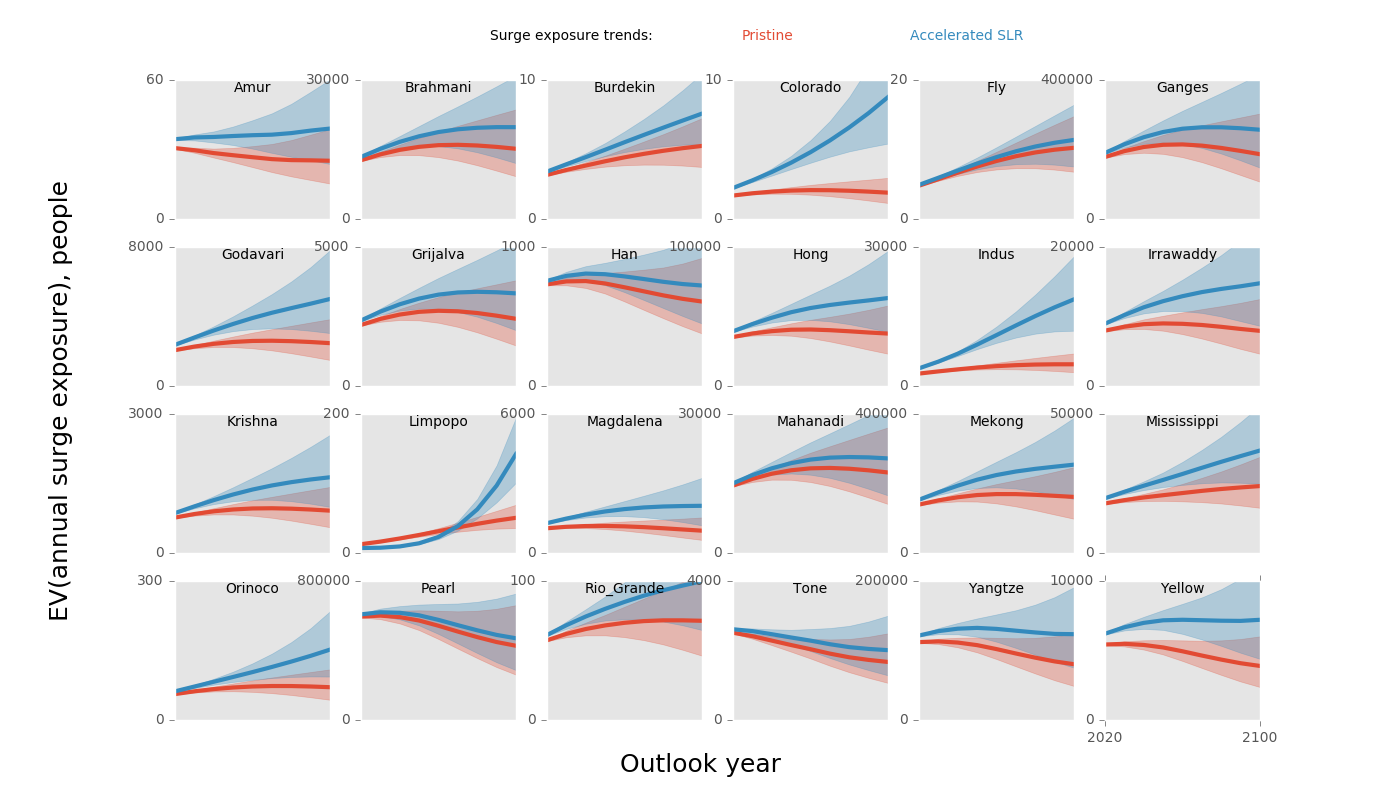 Surge exposure trends: Pristine Accelerated SLR
60 30000 10 10 20 400000
Amur Brahmani Burdekin Colorado Fly Ganges
0 0 0 0 0 0
8000 5000 1000 100000 30000 20000
Godavari Grijalva Han Hong Indus Irrawaddy
0 0 0 0 0 0
3000 200 6000 30000 400000 50000
Krishna Limpopo Magdalena Mahanadi Mekong Mississippi
0 0 0 0 0 0
300 800000 100 4000 200000 10000
Orinoco Pearl Rio_Grande Tone Yangtze Yellow
0 0 0 0 0 0
2020 2100
EV(annual surge exposure), people
Outlook year